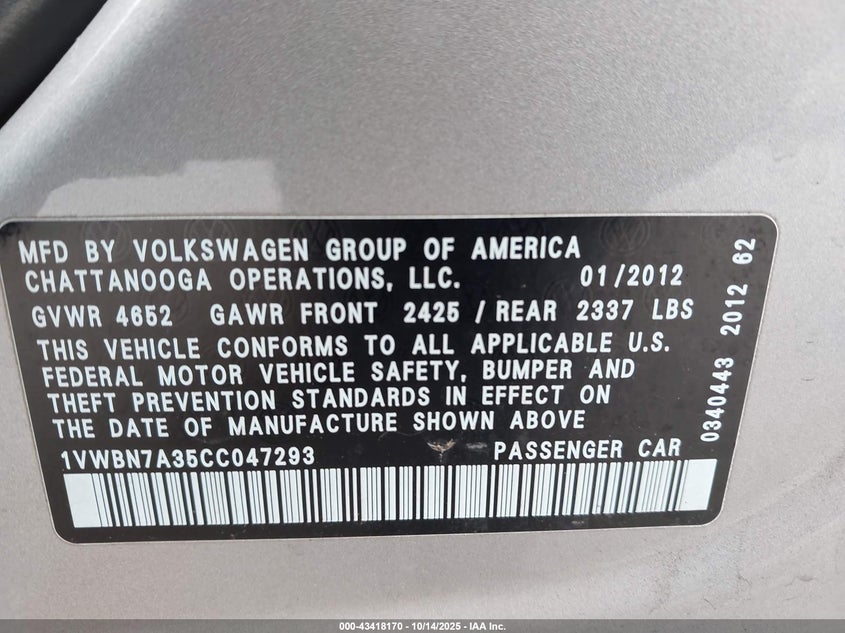 MFD BY VOLKSWAGEN GROUP OF AMERICA
CHATTANOOGA OPERATIONS, LLC. 01/2012
GVWR 4652 GAWR FRONT 2425 / REAR 2337 LBS
THIS VEHICLE CONFORMS TO ALL APPLICABLE U.S.
FEDERAL MOTOR VEHICLE SAFETY, BUMPER AND
THEFT PREVENTION STANDARDS IN EFFECT ON
THE DATE OF MANUFACTURE SHOWN ABOVE
1VWBN7A35CC047293 PASSENGER CAR
0340443 2012 62
000-43418170 | 10/14/2025 - IAA Inc.